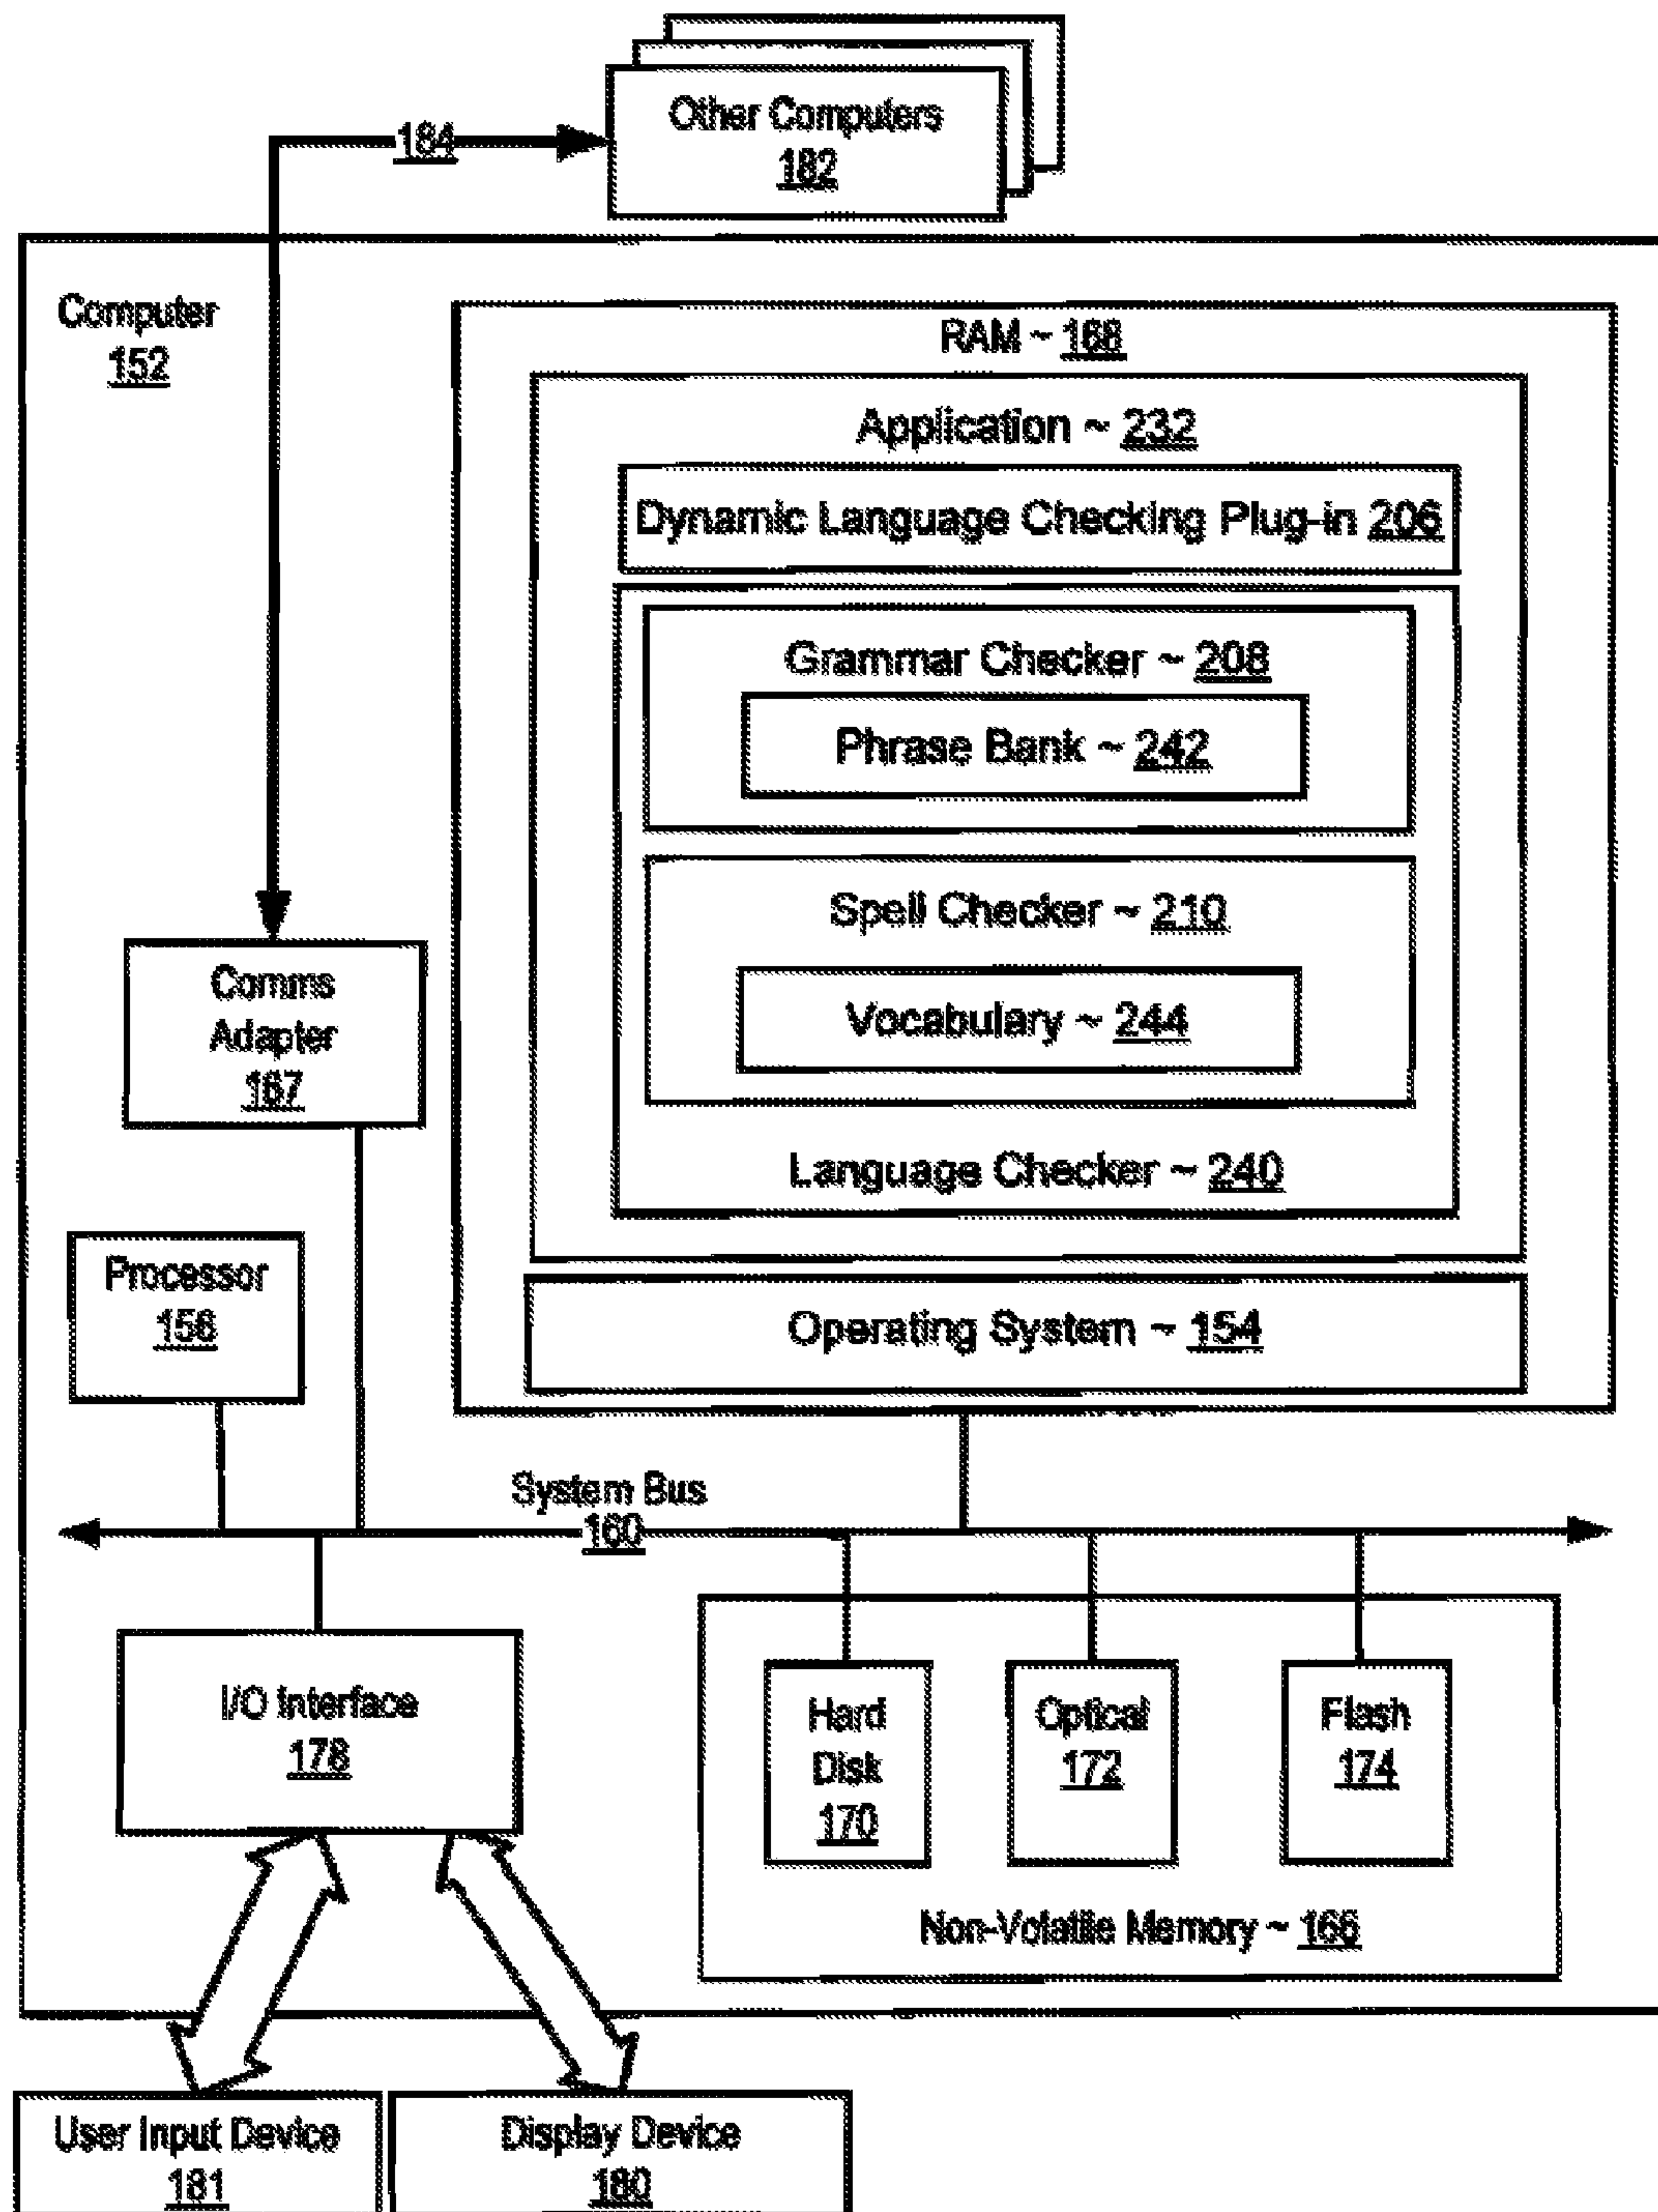 Other Computers
182
184
Computer
152
RAM ~ 168
Application ~ 232
Dynamic Language Checking Plug-in 206
Grammar Checker ~ 208
Phrase Bank ~ 242
Spell Checker ~ 210
Vocabulary ~ 244
Language Checker ~ 240
Comms
Adapter
167
Processor
156
Operating System ~ 154
System Bus
160
I/O Interface
178
Hard
Disk
170
Optical
172
Flash
174
Non-Volatile Memory ~ 166
User Input Device
181
Display Device
180